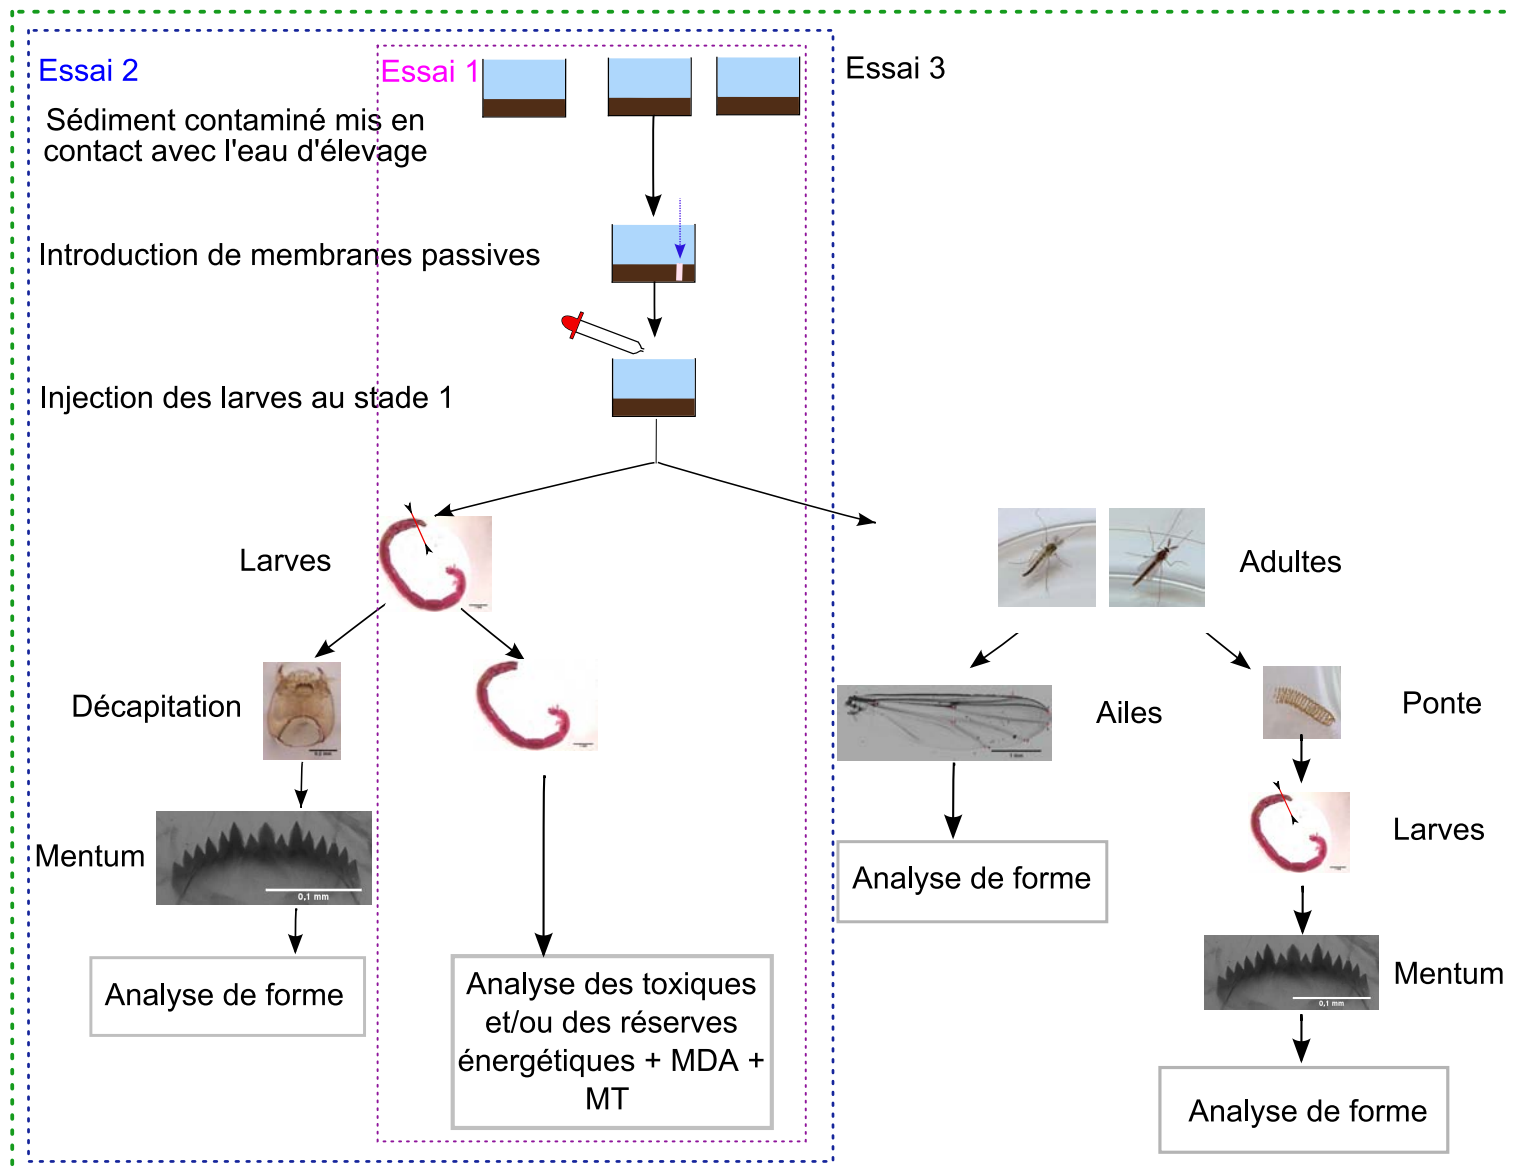 Essai 2
Essai 1
Essai 3
Sédiment contaminé mis en
contact avec l'eau d'élevage
Introduction de membranes passives
Injection des larves au stade 1
Larves
Adultes
Décapitation
Ailes
Ponte
0,1 mm
Mentum
Larves
1 mm
Analyse de forme
0,1 mm
Mentum
Analyse de forme
Analyse des toxiques
et/ou des réserves
énergétiques + MDA +
MT
Analyse de forme